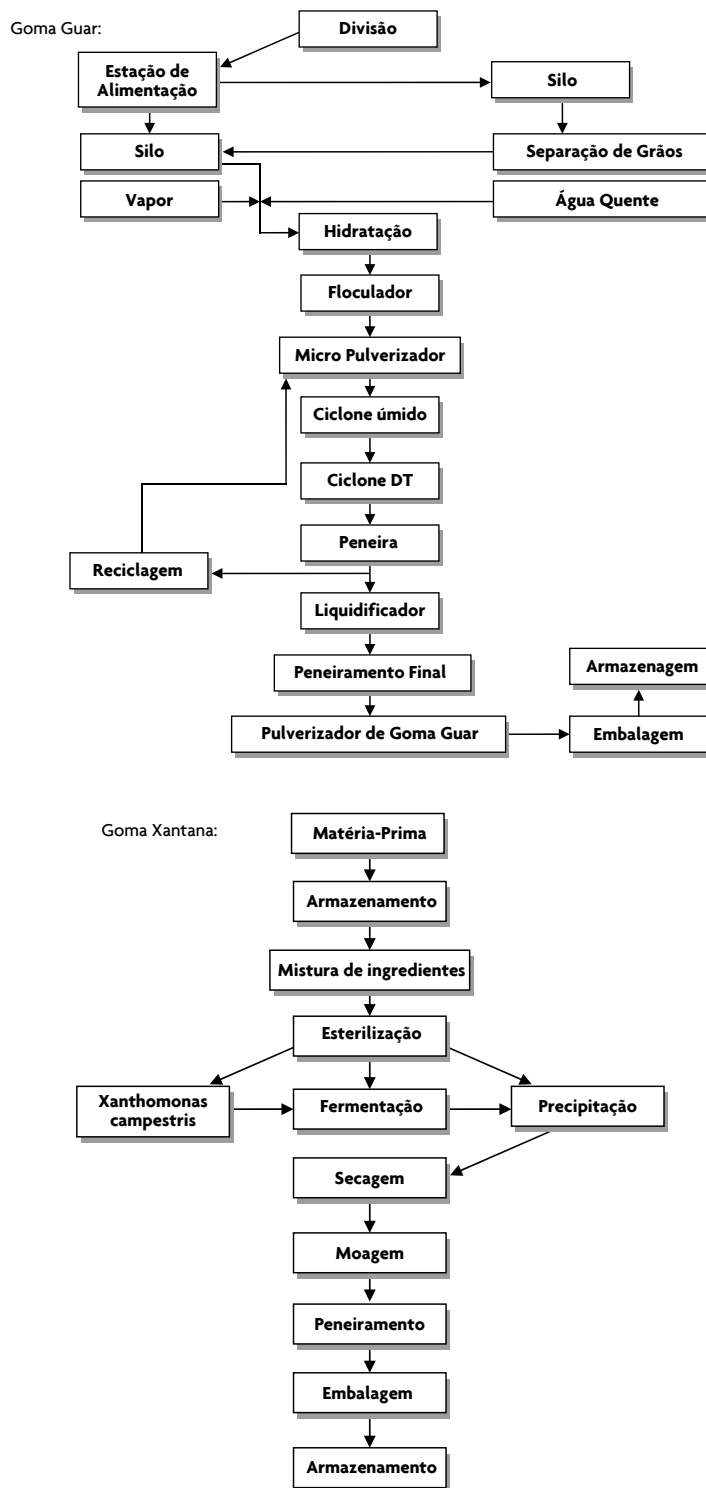 Goma Guar:
Divisão
Estação de
Alimentação
Silo
Silo
Separação de Grãos
Vapor
Água Quente
Hidratação
Floculador
Micro Pulverizador
Ciclone úmido
Ciclone DT
Peneira
Reciclagem
Liquidificador
Peneiramento Final
Armazenagem
Pulverizador de Goma Guar
Embalagem
Goma Xantana:
Matéria-Prima
Armazenamento
Mistura de ingredientes
Esterilização
Xanthomonas
campestris
Fermentação
Precipitação
Secagem
Moagem
Peneiramento
Embalagem
Armazenamento